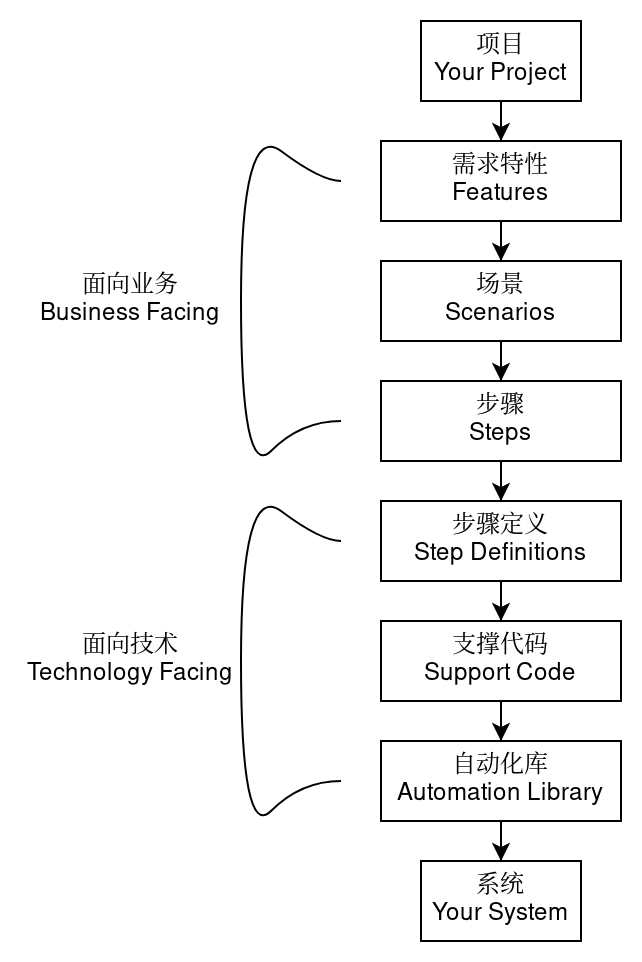 项目
Your Project
需求特性
Features
场景
Scenarios
面向业务
Business Facing
步骤
Steps
步骤定义
Step Definitions
支撑代码
Support Code
面向技术
Technology Facing
自动化库
Automation Library
系统
Your System